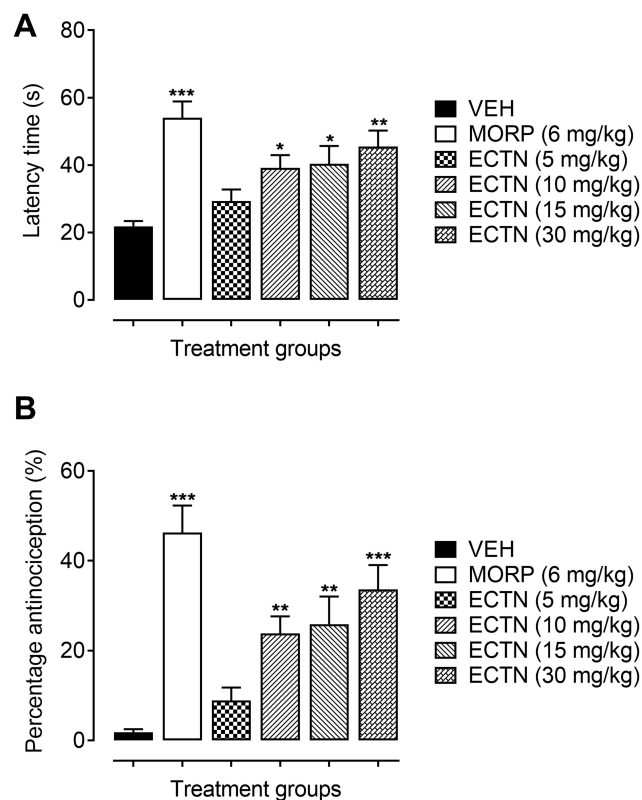 A
Latency time (s)
80
60
40
20
0
***
*
*
**
Treatment groups
VEH
MORP (6 mg/kg)
ECTN (5 mg/kg)
ECTN (10 mg/kg)
ECTN (15 mg/kg)
ECTN (30 mg/kg)
B
Percentage antinociception (%)
60
40
20
0
***
**
**
***
Treatment groups
VEH
MORP (6 mg/kg)
ECTN (5 mg/kg)
ECTN (10 mg/kg)
ECTN (15 mg/kg)
ECTN (30 mg/kg)